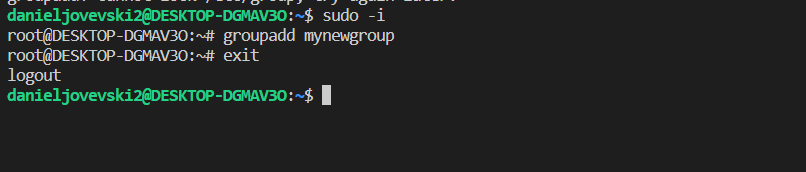 danieljovevski2@DESKTOP-DGMAV3O:~$ sudo -i
root@DESKTOP-DGMAV3O:~# groupadd mynewgroup
root@DESKTOP-DGMAV3O:~# exit
logout
danieljovevski2@DESKTOP-DGMAV3O:~$